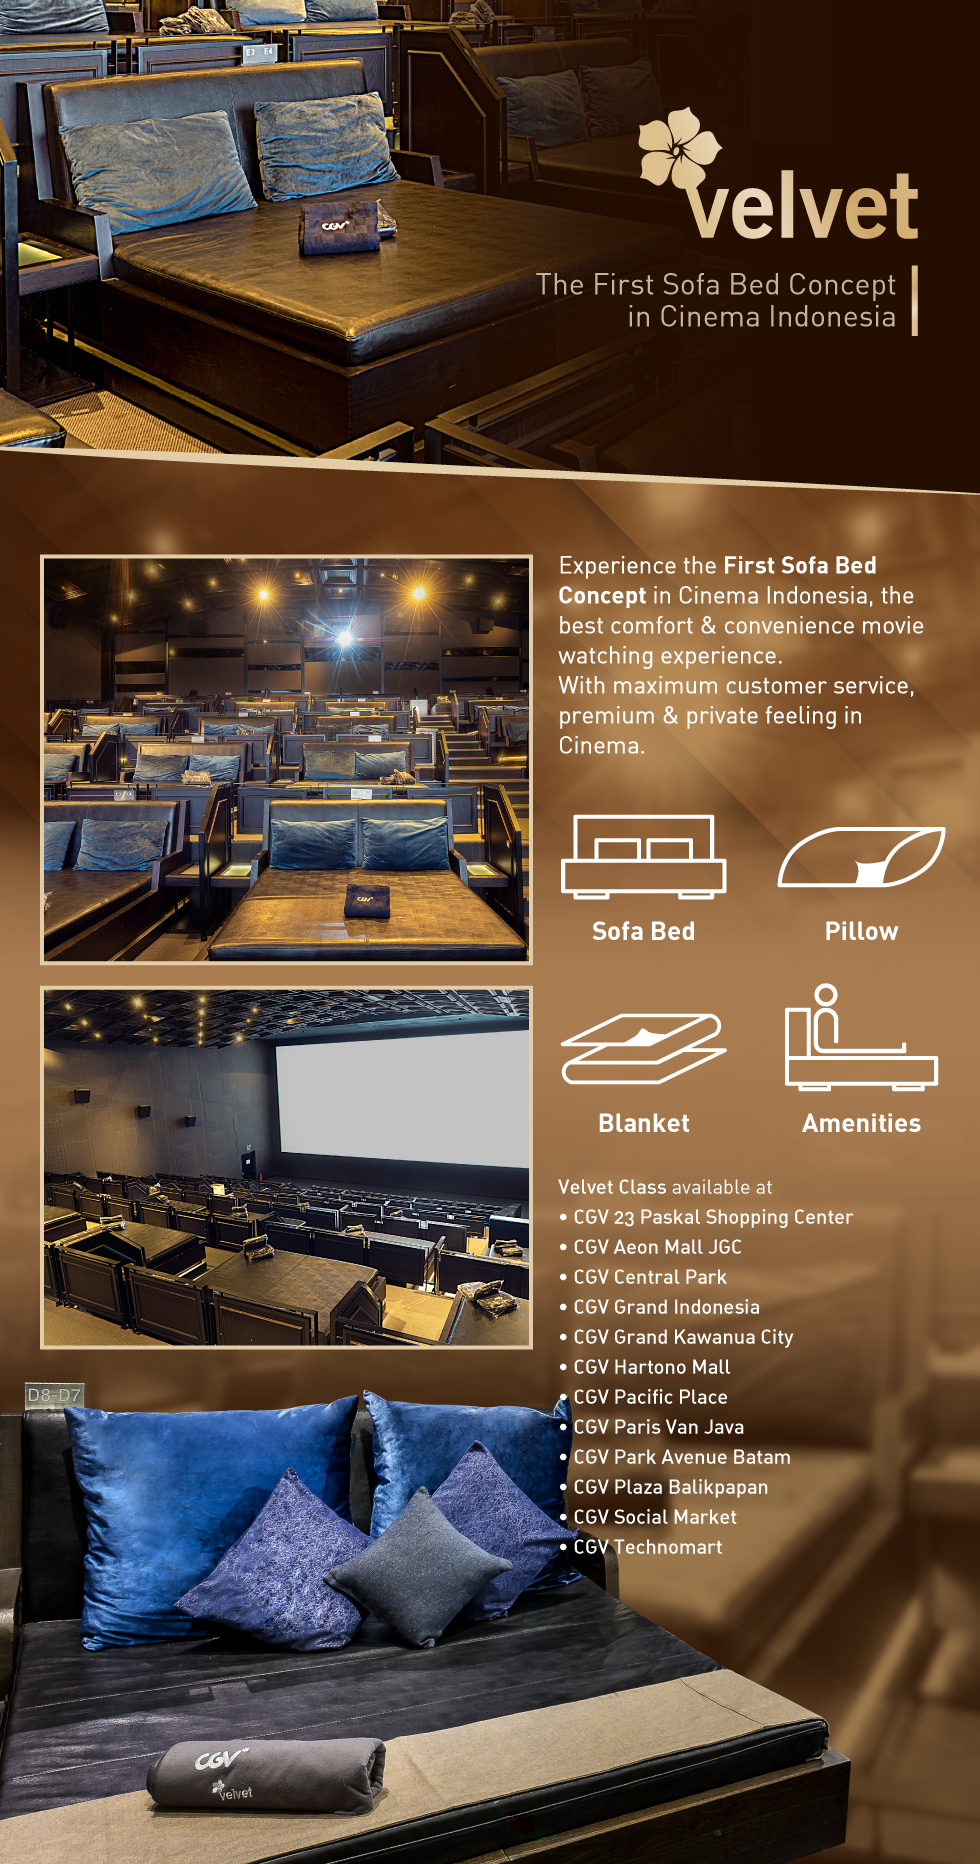 E3 E4
velvet
The First Sofa Bed Concept
in Cinema Indonesia
CGV
Experience the First Sofa Bed
Concept in Cinema Indonesia, the
best comfort & convenience movie
watching experience.
With maximum customer service,
premium & private feeling in
Cinema.
CGV
Sofa Bed
Pillow
Blanket
Amenities
Velvet Class available at
• CGV 23 Paskal Shopping Center
• CGV Aeon Mall JGC
• CGV Central Park
• CGV Grand Indonesia
• CGV Grand Kawanua City
• CGV Hartono Mall
• CGV Pacific Place
• CGV Paris Van Java
• CGV Park Avenue Batam
• CGV Plaza Balikpapan
• CGV Social Market
• CGV Technomart
D8-D7
CGV
velvet